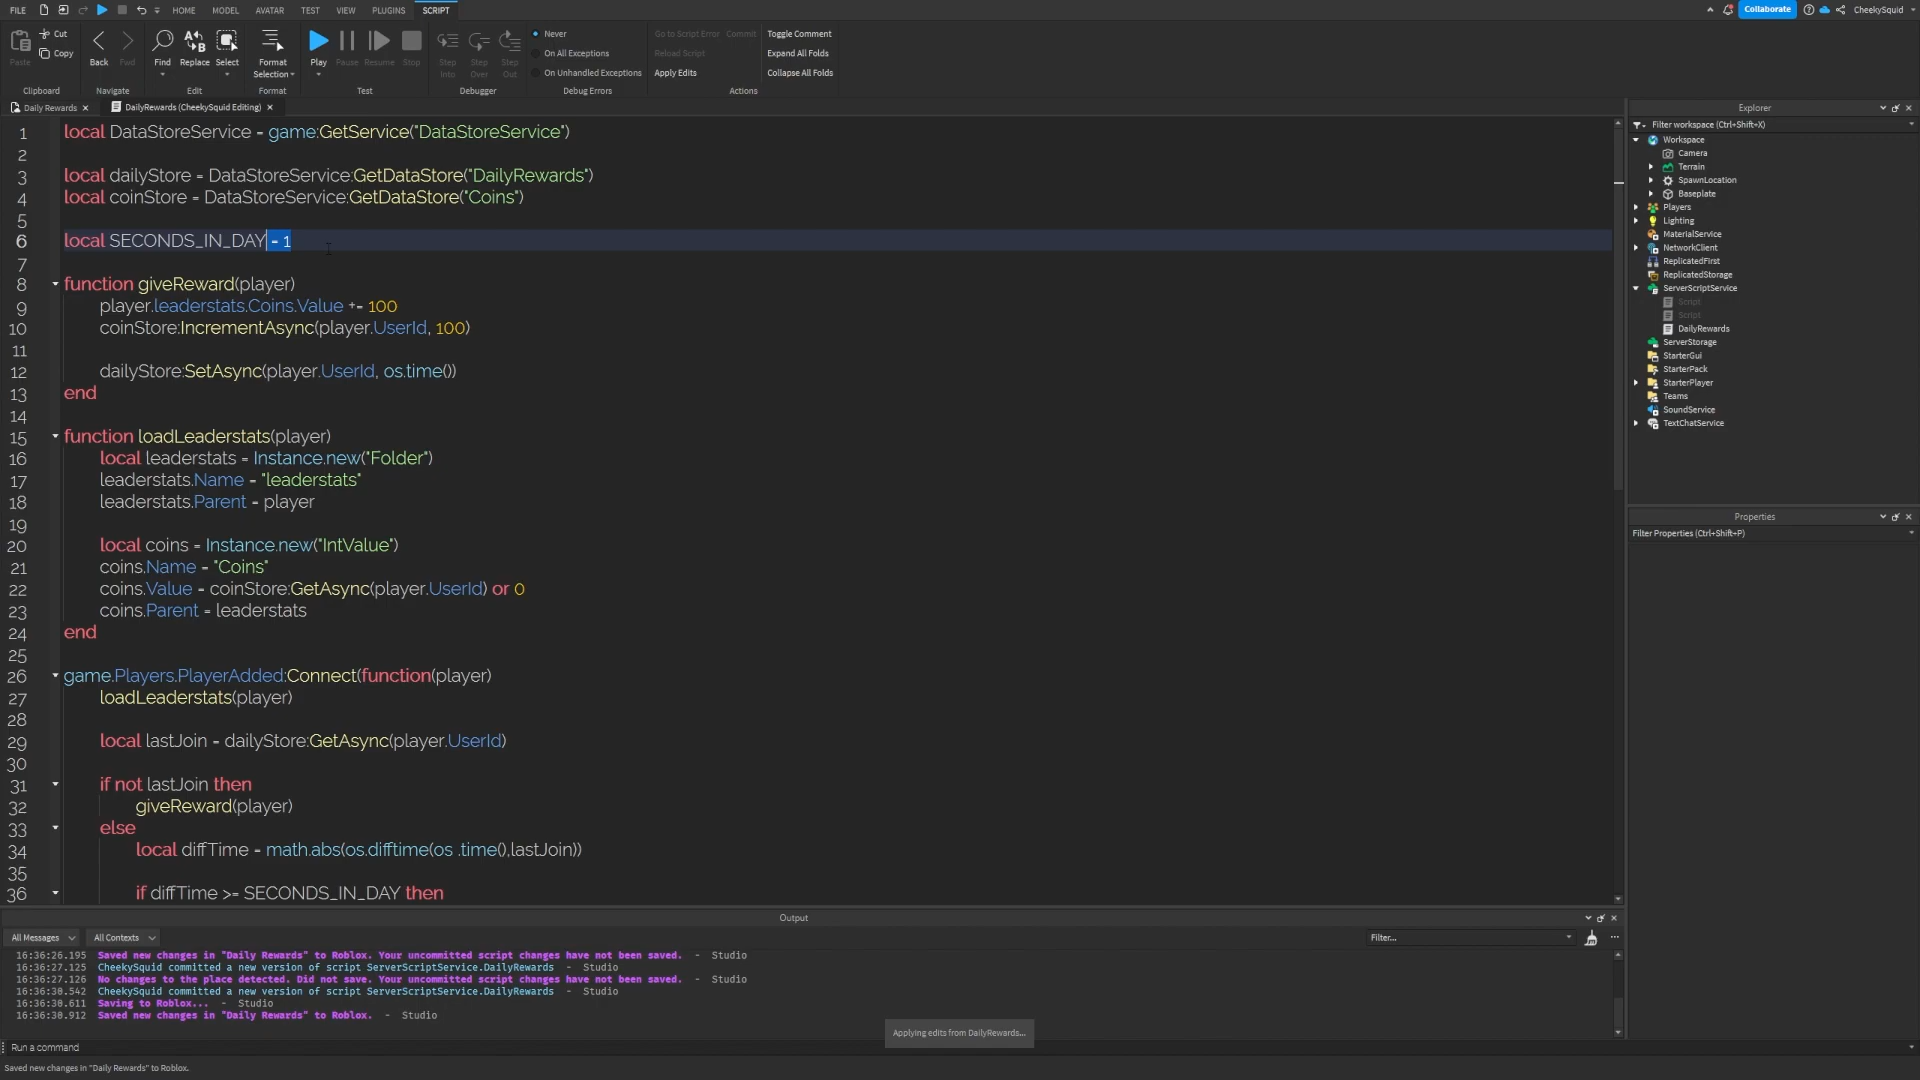 FILE HOME MODEL AVATAR TEST VIEW PLUGINS SCRIPT Collaborate CheekySquid
Paste Cut Copy Back Fwd Find Replace Select Format Selection Play Pause Resume Stop Step Into Step Over Step Out
Never Go to Script Error Commit Toggle Comment
On All Exceptions Reload Script Expand All Folds
On Unhandled Exceptions Apply Edits Collapse All Folds
Clipboard Navigate Edit Format Test Debugger Debug Errors Actions
Daily Rewards DailyRewards (CheekySquid Editing)
1 local DataStoreService = game:GetService("DataStoreService")
2
3 local dailyStore = DataStoreService:GetDataStore("DailyRewards")
4 local coinStore = DataStoreService:GetDataStore("Coins")
5
6 local SECONDS_IN_DAY = 1
7
8 function giveReward(player)
9 player.leaderstats.Coins.Value += 100
10 coinStore:IncrementAsync(player.UserId, 100)
11
12 dailyStore:SetAsync(player.UserId, os.time())
13 end
14
15 function loadLeaderstats(player)
16 local leaderstats = Instance.new("Folder")
17 leaderstats.Name = "leaderstats"
18 leaderstats.Parent = player
19
20 local coins = Instance.new("IntValue")
21 coins.Name = "Coins"
22 coins.Value = coinStore:GetAsync(player.UserId) or 0
23 coins.Parent = leaderstats
24 end
25
26 game.Players.PlayerAdded:Connect(function(player)
27 loadLeaderstats(player)
28
29 local lastJoin = dailyStore:GetAsync(player.UserId)
30
31 if not lastJoin then
32 giveReward(player)
33 else
34 local diffTime = math.abs(os.difftime(os .time(),lastJoin))
35
36 if diffTime >= SECONDS_IN_DAY then
Explorer
Filter workspace (Ctrl+Shift+X)
Workspace
Camera
Terrain
SpawnLocation
Baseplate
Players
Lighting
MaterialService
NetworkClient
ReplicatedFirst
ReplicatedStorage
ServerScriptService
Script
Script
DailyRewards
ServerStorage
StarterGui
StarterPack
StarterPlayer
Teams
SoundService
TextChatService
Properties
Filter Properties (Ctrl+Shift+P)
Output
All Messages All Contexts Filter...
16:36:26.195 Saved new changes in "Daily Rewards" to Roblox. Your uncommitted script changes have not been saved. - Studio
16:36:27.125 CheekySquid committed a new version of script ServerScriptService.DailyRewards - Studio
16:36:27.126 No changes to the place detected. Did not save. Your uncommitted script changes have not been saved. - Studio
16:36:30.542 CheekySquid committed a new version of script ServerScriptService.DailyRewards - Studio
16:36:30.611 Saving to Roblox... - Studio
16:36:30.912 Saved new changes in "Daily Rewards" to Roblox. - Studio
Applying edits from DailyRewards...
Run a command
Saved new changes in "Daily Rewards" to Roblox.